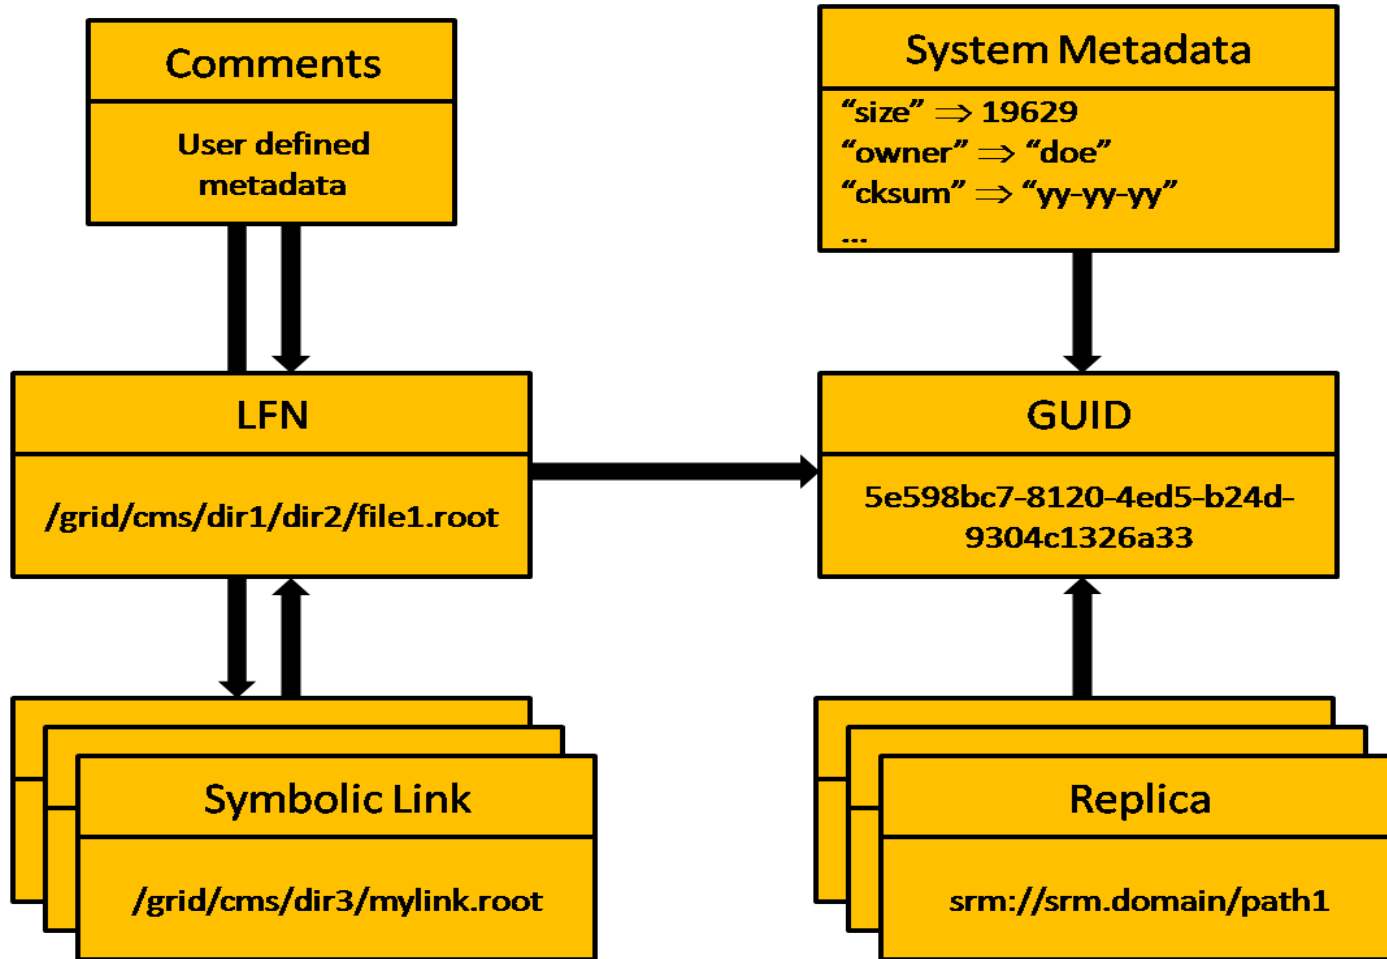 Comments
User defined
metadata
System Metadata
“size” ⇒ 19629
“owner” ⇒ “doe”
“cksum” ⇒ “yy-yy-yy”
...
LFN
/grid/cms/dir1/dir2/file1.root
GUID
5e598bc7-8120-4ed5-b24d-
9304c1326a33
Symbolic Link
/grid/cms/dir3/mylink.root
Replica
srm://srm.domain/path1